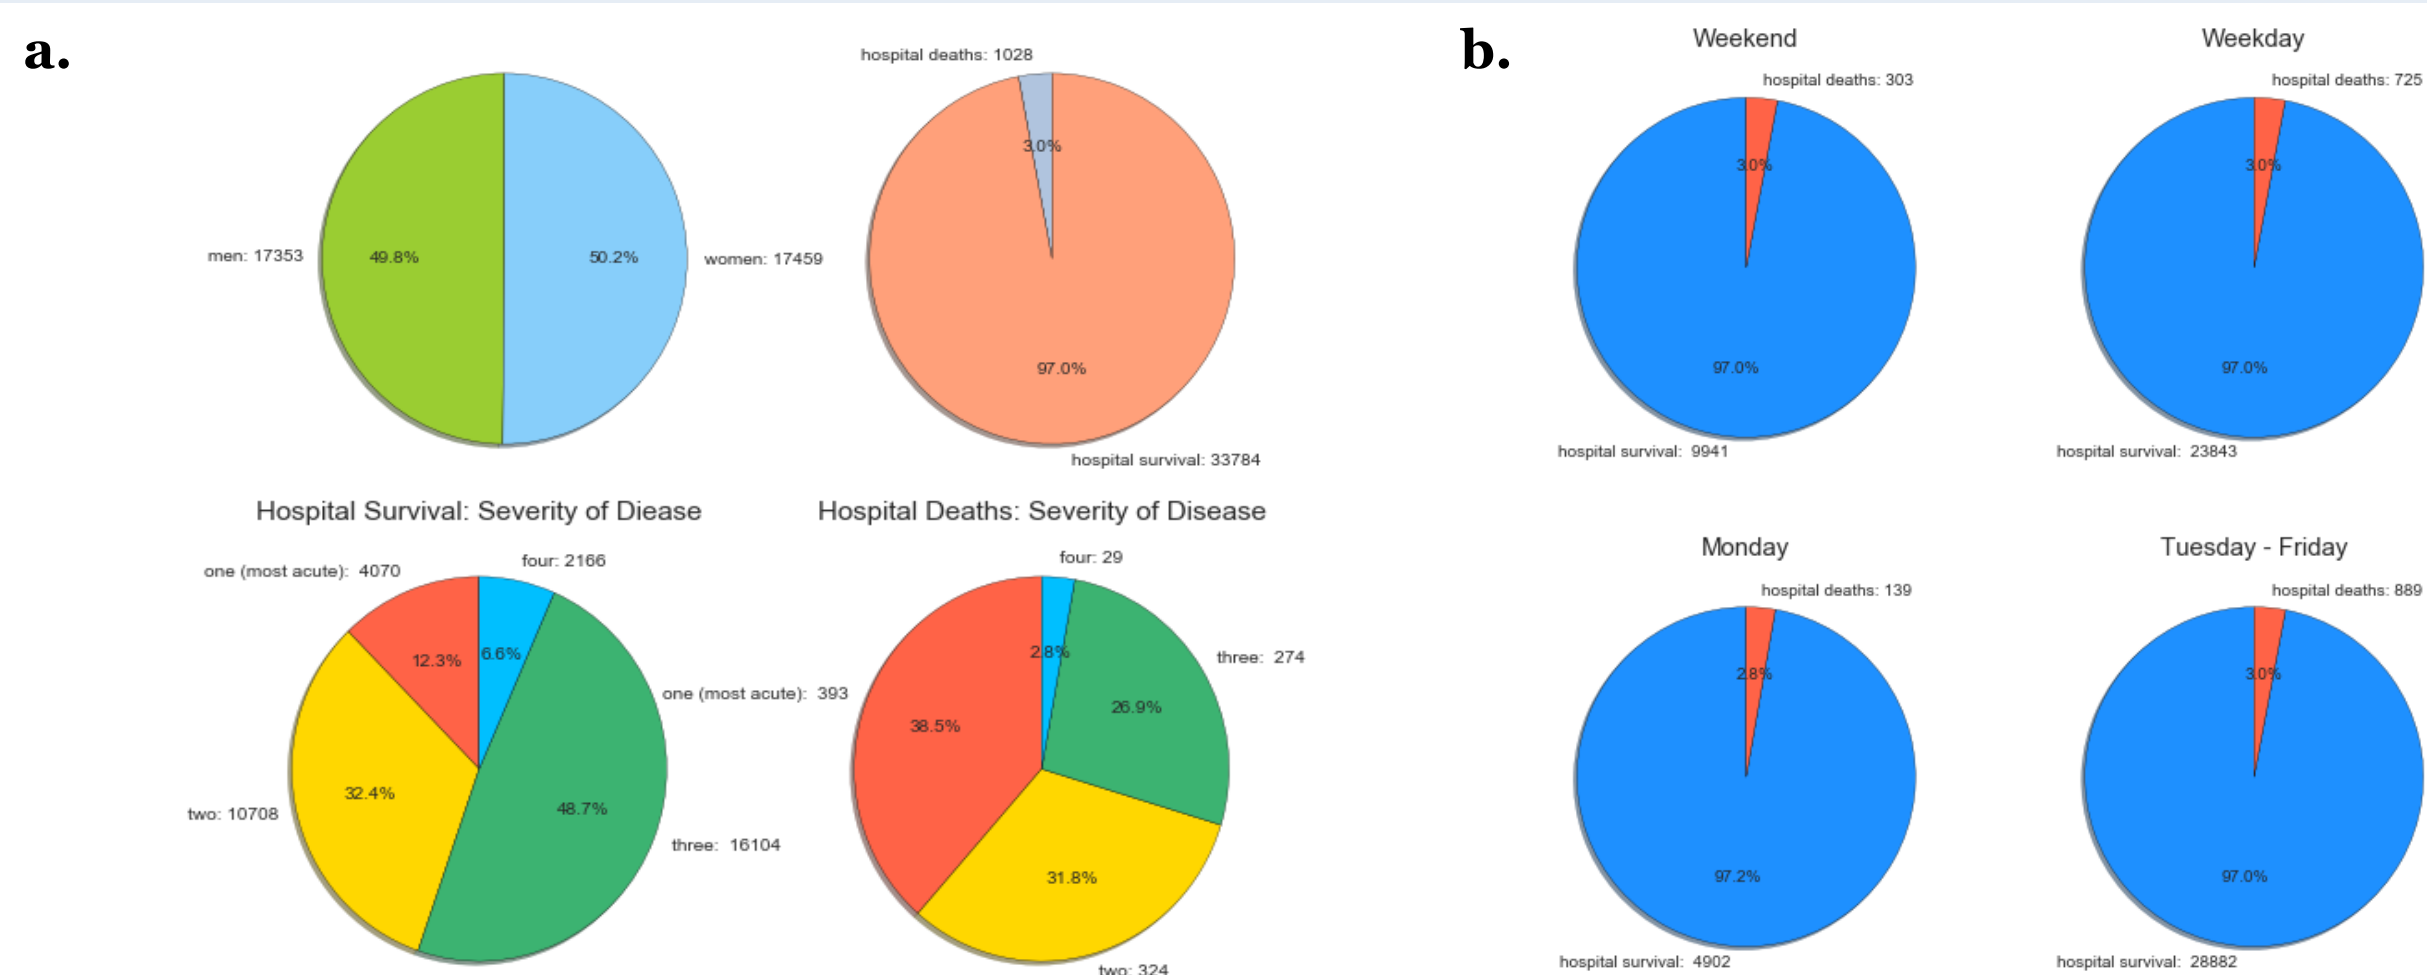 a.
hospital deaths: 1028
3.0%
men: 17353
49.8%
50.2%
women: 17459
97.0%
hospital survival: 33784
Hospital Survival: Severity of Diease
four: 2166
one (most acute): 4070
12.3%
6.6%
32.4%
48.7%
two: 10708
three: 16104
Hospital Deaths: Severity of Disease
four: 29
2.8%
three: 274
one (most acute): 393
26.9%
38.5%
31.8%
two: 324
b.
Weekend
hospital deaths: 303
3.0%
97.0%
hospital survival: 9941
Weekday
hospital deaths: 725
3.0%
97.0%
hospital survival: 23843
Monday
hospital deaths: 139
2.8%
97.2%
hospital survival: 4902
Tuesday - Friday
hospital deaths: 889
3.0%
97.0%
hospital survival: 28882